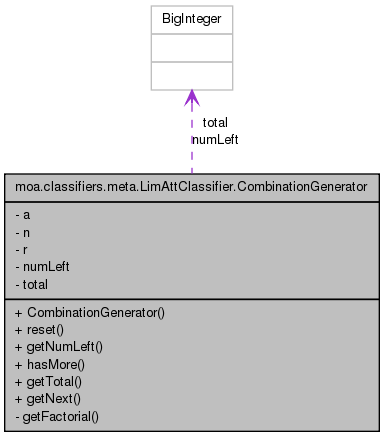 BigInteger
total
numLeft
moa.classifiers.meta.LimAttClassifier.CombinationGenerator
- a
- n
- r
- numLeft
- total
+ CombinationGenerator()
+ reset()
+ getNumLeft()
+ hasMore()
+ getTotal()
+ getNext()
- getFactorial()